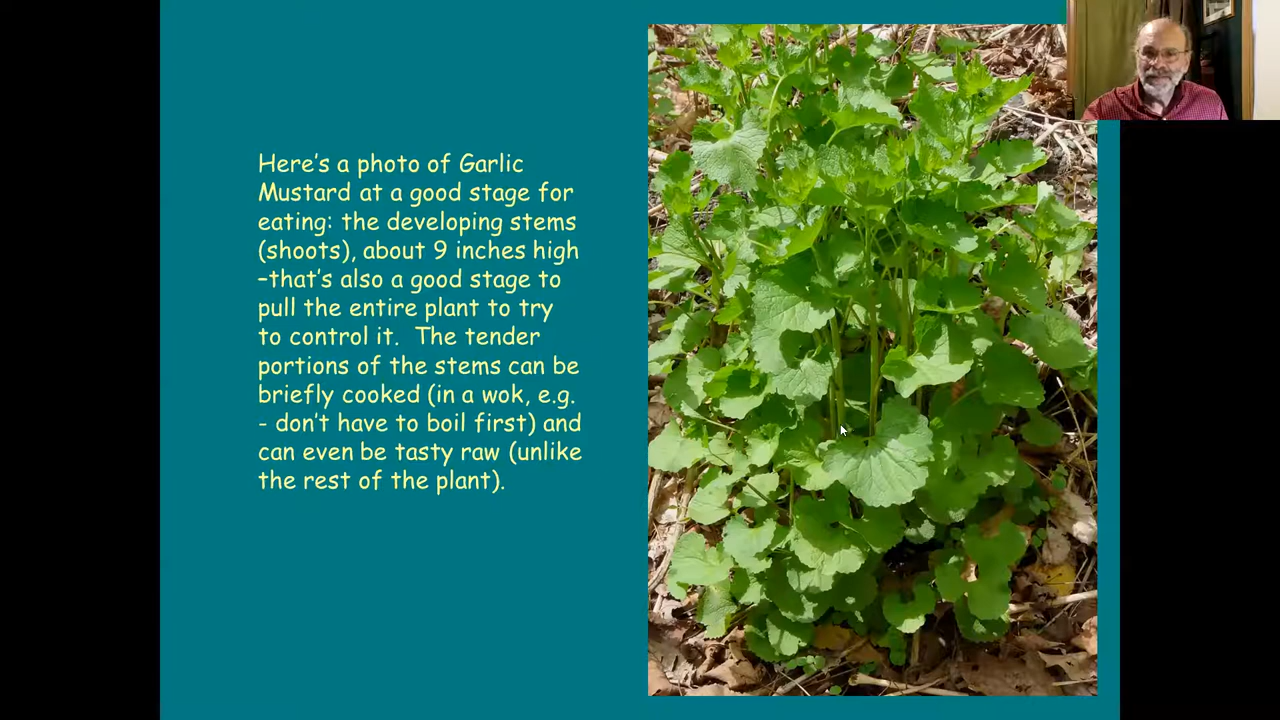 Here's a photo of Garlic
Mustard at a good stage for
eating: the developing stems
(shoots), about 9 inches high
–that's also a good stage to
pull the entire plant to try
to control it.  The tender
portions of the stems can be
briefly cooked (in a wok, e.g.
- don't have to boil first) and
can even be tasty raw (unlike
the rest of the plant).